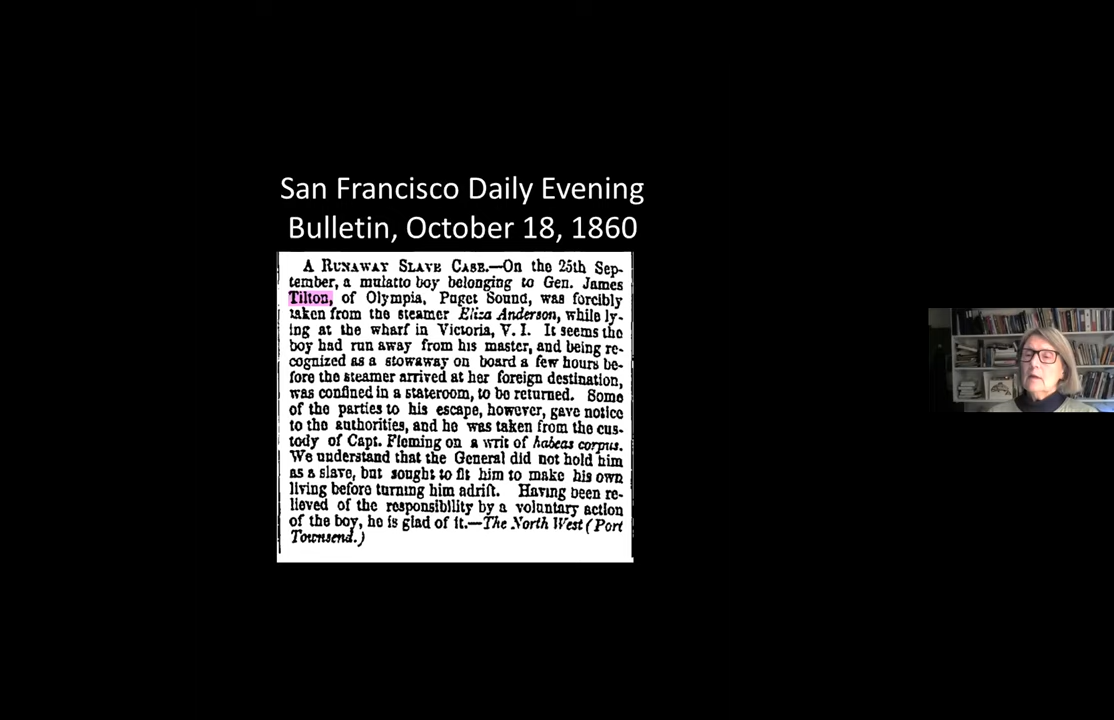 San Francisco Daily Evening
Bulletin, October 18, 1860
A RUNAWAY SLAVE CASE.—On the 25th Sep-
tember, a mulatto boy belonging to Gen. James
Tilton, of Olympia, Puget Sound, was forcibly
taken from the steamer Eliza Anderson, while ly-
ing at the wharf in Victoria, V. I. It seems the
boy had run away from his master, and being re-
cognized as a stowaway on board a few hours be-
fore the steamer arrived at her foreign destination,
was confined in a stateroom, to be returned. Some
of the parties to his escape, however, gave notice
to the authorities, and he was taken from the cus-
tody of Capt. Fleming on a writ of habeas corpus.
We understand that the General did not hold him
as a slave, but sought to fit him to make his own
living before turning him adrift. Having been re-
lieved of the responsibility by a voluntary action
of the boy, he is glad of it.—The North West (Port
Townsend.)